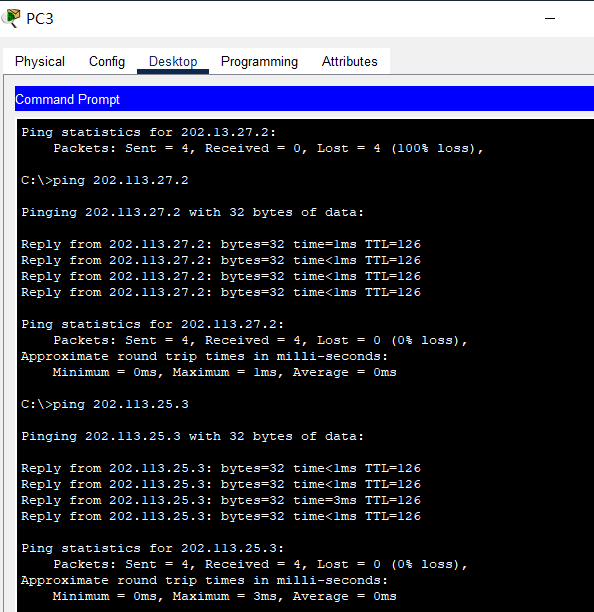 PC3
Physical Config Desktop Programming Attributes
Command Prompt
Ping statistics for 202.13.27.2:
    Packets: Sent = 4, Received = 0, Lost = 4 (100% loss),
C:\>ping 202.113.27.2
Pinging 202.113.27.2 with 32 bytes of data:
Reply from 202.113.27.2: bytes=32 time=1ms TTL=126
Reply from 202.113.27.2: bytes=32 time<1ms TTL=126
Reply from 202.113.27.2: bytes=32 time<1ms TTL=126
Reply from 202.113.27.2: bytes=32 time<1ms TTL=126
Ping statistics for 202.113.27.2:
    Packets: Sent = 4, Received = 4, Lost = 0 (0% loss),
Approximate round trip times in milli-seconds:
    Minimum = 0ms, Maximum = 1ms, Average = 0ms
C:\>ping 202.113.25.3
Pinging 202.113.25.3 with 32 bytes of data:
Reply from 202.113.25.3: bytes=32 time<1ms TTL=126
Reply from 202.113.25.3: bytes=32 time<1ms TTL=126
Reply from 202.113.25.3: bytes=32 time=3ms TTL=126
Reply from 202.113.25.3: bytes=32 time<1ms TTL=126
Ping statistics for 202.113.25.3:
    Packets: Sent = 4, Received = 4, Lost = 0 (0% loss),
Approximate round trip times in milli-seconds:
    Minimum = 0ms, Maximum = 3ms, Average = 0ms